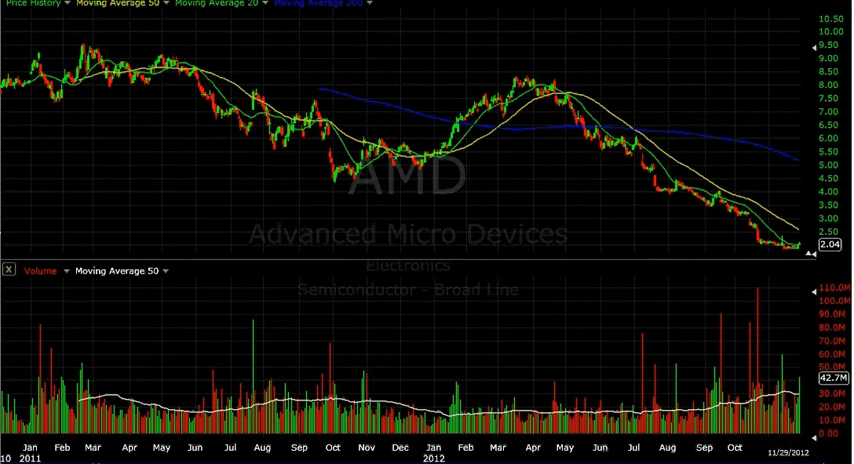 Price History Moving Average 50 Moving Average 20 Moving Average 200
10.50
10.00
9.50
9.00
8.50
8.00
7.50
7.00
6.50
6.00
5.50
5.00
4.50
4.00
3.50
3.00
2.50
2.04
AMD
Advanced Micro Devices
Electronics
Semiconductor - Broad Line
X Volume Moving Average 50
110.0M
100.0M
90.0M
80.0M
70.0M
60.0M
50.0M
42.7M
30.0M
20.0M
10.0M
0.00
Jan Feb Mar Apr May Jun Jul Aug Sep Oct Nov Dec Jan Feb Mar Apr May Jun Jul Aug Sep Oct
10 2011 2012 11/29/2012